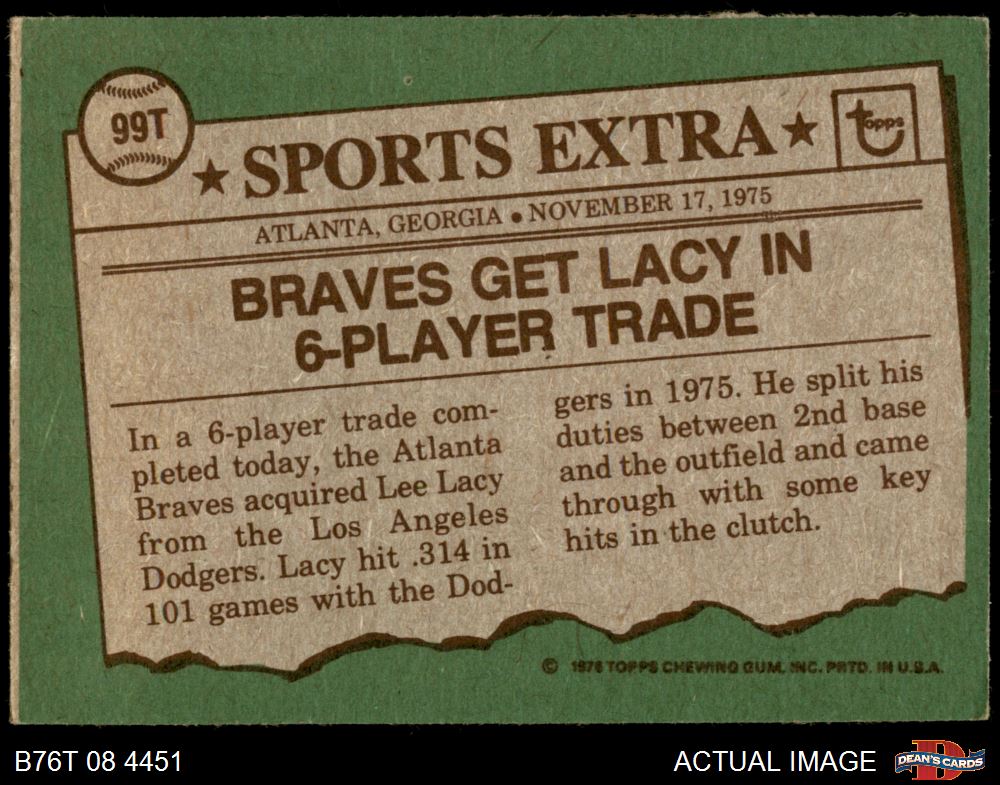 99T
★ SPORTS EXTRA ★
topps
ATLANTA, GEORGIA • NOVEMBER 17, 1975
BRAVES GET LACY IN
6-PLAYER TRADE
In a 6-player trade com-
pleted today, the Atlanta
Braves acquired Lee Lacy
from the Los Angeles
Dodgers. Lacy hit .314 in
101 games with the Dod-
gers in 1975. He split his
duties between 2nd base
and the outfield and came
through with some key
hits in the clutch.
© 1976 TOPPS CHEWING GUM, INC. PRTD. IN U.S.A.
B76T 08 4451
ACTUAL IMAGE
D
DEAN'S CARDS